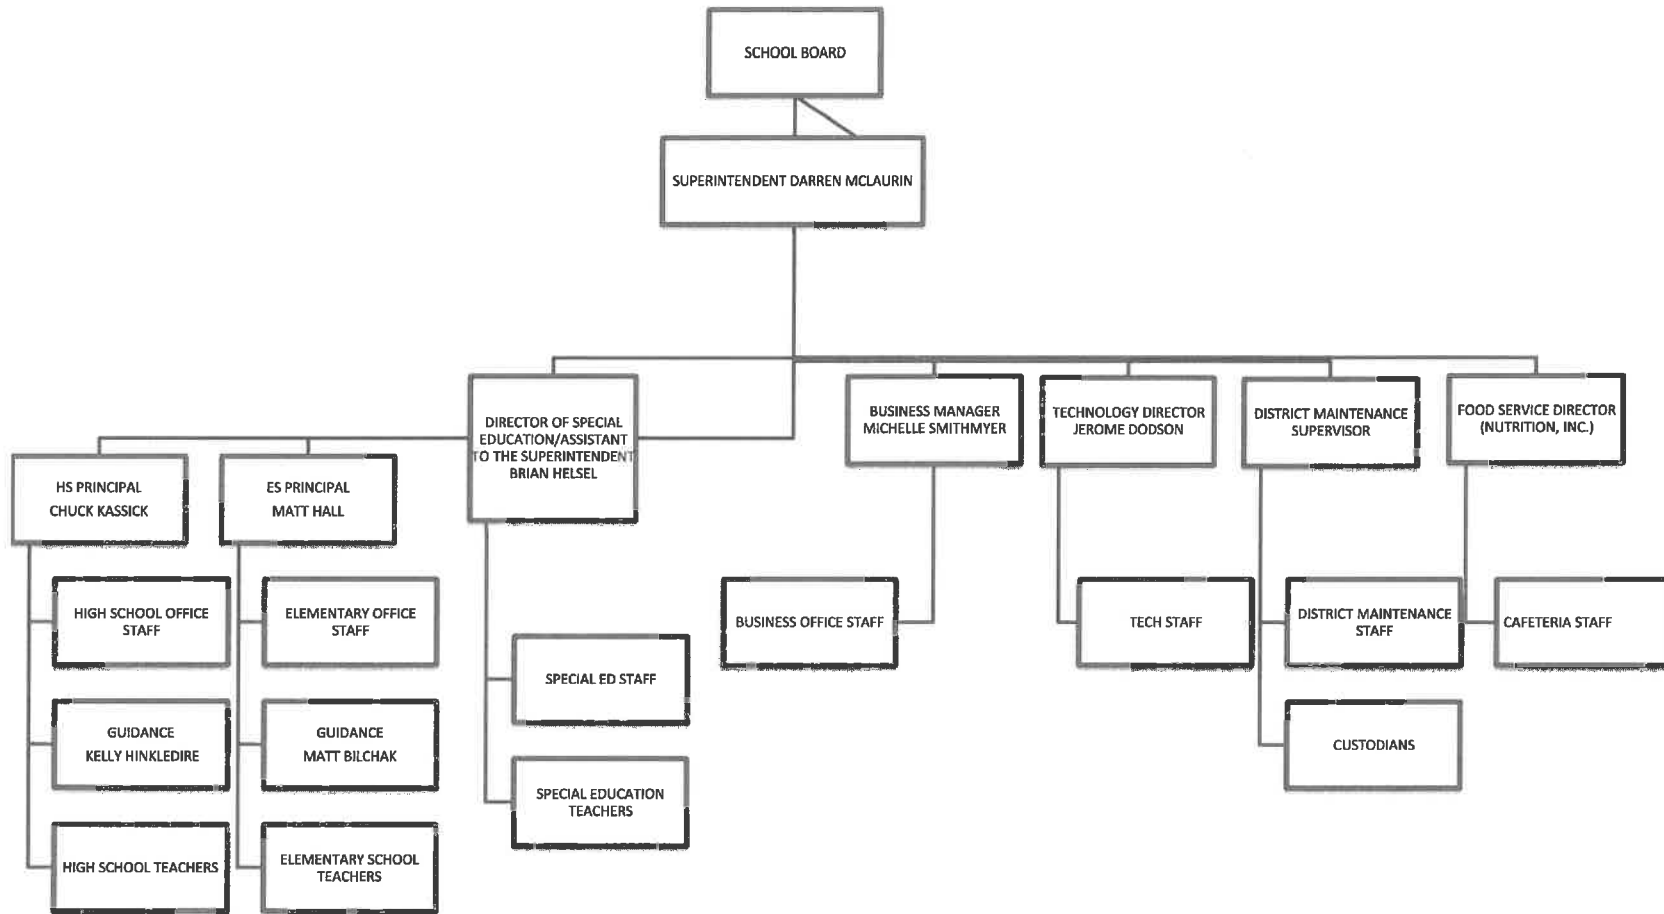 SCHOOL BOARD
SUPERINTENDENT DARREN MCLAURIN
DIRECTOR OF SPECIAL
EDUCATION/ASSISTANT
TO THE SUPERINTENDENT
BRIAN HELSEL
BUSINESS MANAGER
MICHELLE SMITHMYER
TECHNOLOGY DIRECTOR
JEROME DODSON
DISTRICT MAINTENANCE
SUPERVISOR
FOOD SERVICE DIRECTOR
(NUTRITION, INC.)
HS PRINCIPAL
CHUCK KASSICK
ES PRINCIPAL
MATT HALL
HIGH SCHOOL OFFICE
STAFF
ELEMENTARY OFFICE
STAFF
SPECIAL ED STAFF
BUSINESS OFFICE STAFF
TECH STAFF
DISTRICT MAINTENANCE
STAFF
CAFETERIA STAFF
GUIDANCE
KELLY HINKLEDIRE
GUIDANCE
MATT BILCHAK
SPECIAL EDUCATION
TEACHERS
CUSTODIANS
HIGH SCHOOL TEACHERS
ELEMENTARY SCHOOL
TEACHERS